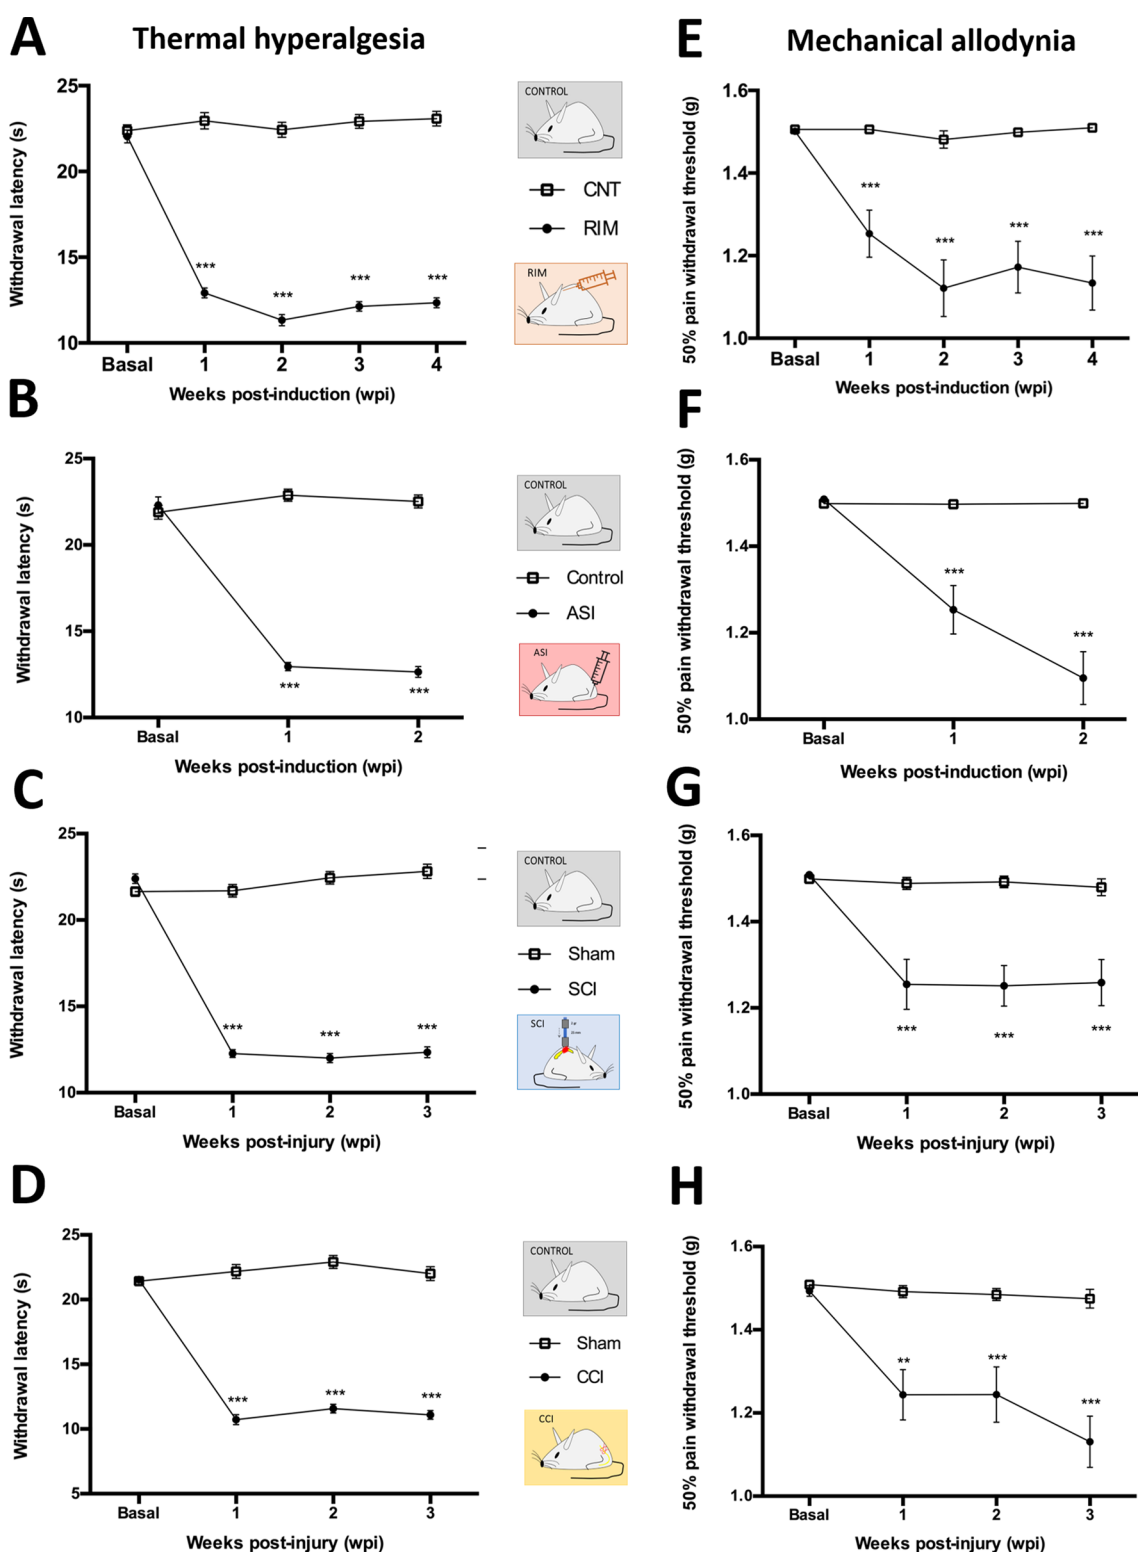 A
Thermal hyperalgesia
E
Mechanical allodynia
Withdrawal latency (s)
25
20
15
10
Basal
1
2
3
4
***
***
***
***
Weeks post-induction (wpi)
CONTROL
CNT
RIM
RIM
50% pain withdrawal threshold (g)
1.6
1.4
1.2
1.0
Basal
1
2
3
4
***
***
***
***
Weeks post-induction (wpi)
B
Withdrawal latency (s)
25
20
15
10
Basal
1
2
***
***
Weeks post-induction (wpi)
CONTROL
Control
ASI
ASI
F
50% pain withdrawal threshold (g)
1.6
1.4
1.2
1.0
Basal
1
2
***
***
Weeks post-induction (wpi)
C
Withdrawal latency (s)
25
20
15
10
Basal
1
2
3
***
***
***
Weeks post-injury (wpi)
CONTROL
Sham
SCI
SCI
G
50% pain withdrawal threshold (g)
1.6
1.4
1.2
1.0
Basal
1
2
3
***
***
***
Weeks post-injury (wpi)
D
Withdrawal latency (s)
25
20
15
10
5
Basal
1
2
3
***
***
***
Weeks post-injury (wpi)
CONTROL
Sham
CCI
CCI
H
50% pain withdrawal threshold (g)
1.6
1.4
1.2
1.0
Basal
1
2
3
**
***
***
Weeks post-injury (wpi)